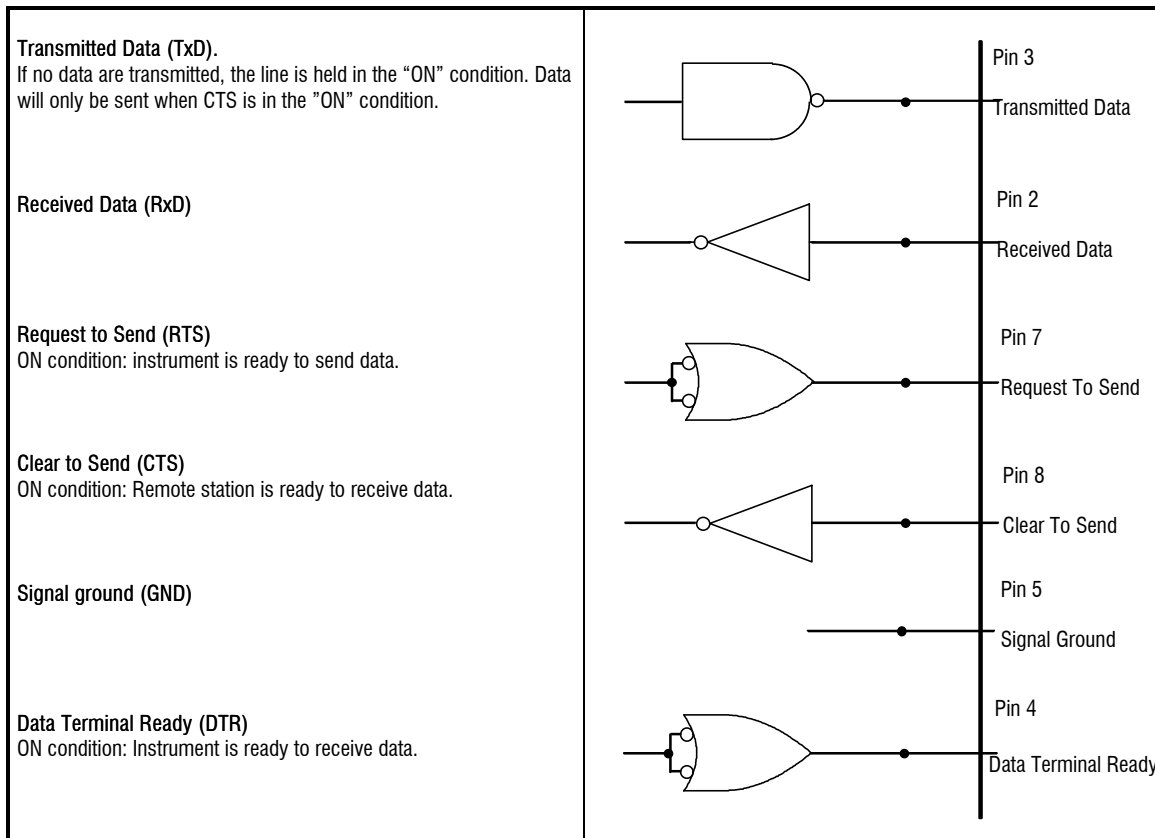 Transmitted Data (TxD).
If no data are transmitted, the line is held in the “ON” condition. Data
will only be sent when CTS is in the ”ON” condition.
Pin 3
Transmitted Data
Received Data (RxD)
Pin 2
Received Data
Request to Send (RTS)
ON condition: instrument is ready to send data.
Pin 7
Request To Send
Clear to Send (CTS)
ON condition: Remote station is ready to receive data.
Pin 8
Clear To Send
Signal ground (GND)
Pin 5
Signal Ground
Data Terminal Ready (DTR)
ON condition: Instrument is ready to receive data.
Pin 4
Data Terminal Ready